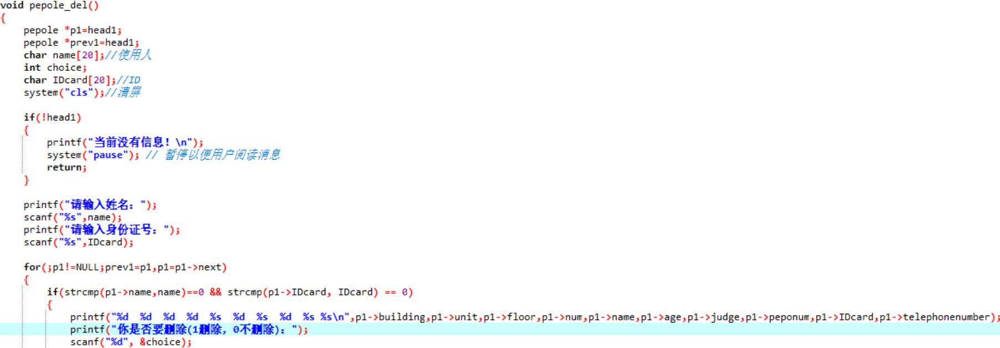 void pepole_del()
{
pepole *p1=head1;
pepole *prev1=head1;
char name[20];//使用人
int choice;
char IDcard[20];//ID
system("cls");//清屏
if(!head1)
{
printf("当前没有信息！\n");
system("pause"); // 暂停以便用户阅读消息
return;
}
printf("请输入姓名：");
scanf("%s",name);
printf("请输入身份证号：");
scanf("%s",IDcard);
for(;p1!=NULL;prev1=p1,p1=p1->next)
{
if(strcmp(p1->name,name)==0 && strcmp(p1->IDcard, IDcard) == 0)
{
printf("%d  %d  %d  %d  %s  %d  %s  %d  %s %s\n",p1->building,p1->unit,p1->floor,p1->num,p1->name,p1->age,p1->judge,p1->peponum,p1->IDcard,p1->telephonenumber);
printf("你是否要删除(1删除，0不删除)：");
scanf("%d", &choice);